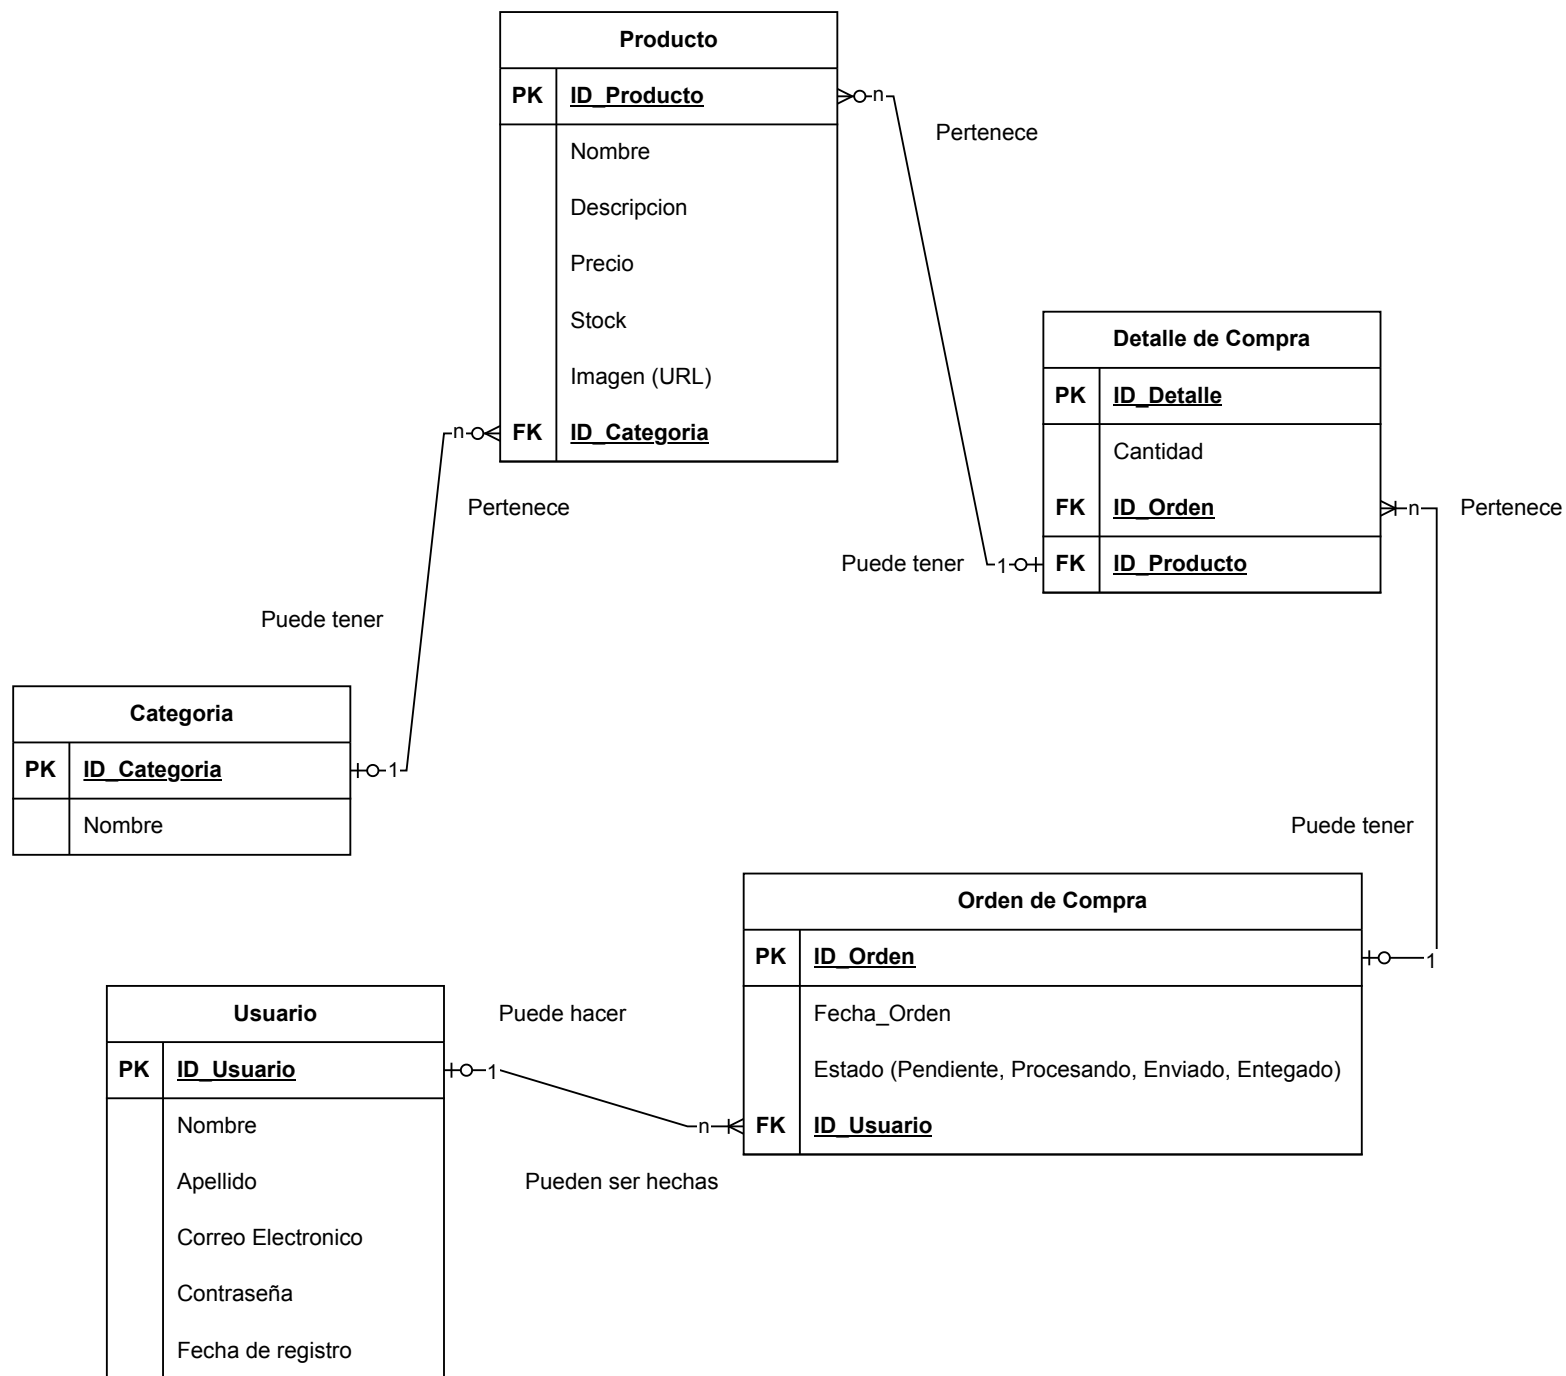 Producto
PK ID_Producto
n
Pertenece
Nombre
Descripcion
Precio
Stock
Imagen (URL)
n FK ID_Categoria
Pertenece
Puede tener
Detalle de Compra
PK ID_Detalle
Cantidad
FK ID_Orden n Pertenece
Puede tener 1 FK ID_Producto
Categoria
PK ID_Categoria 1
Nombre
Puede tener
Orden de Compra
PK ID_Orden 1
Fecha_Orden
Estado (Pendiente, Procesando, Enviado, Entegado)
n FK ID_Usuario
Usuario
Puede hacer
PK ID_Usuario 1
Nombre
Apellido
Pueden ser hechas
Correo Electronico
Contraseña
Fecha de registro